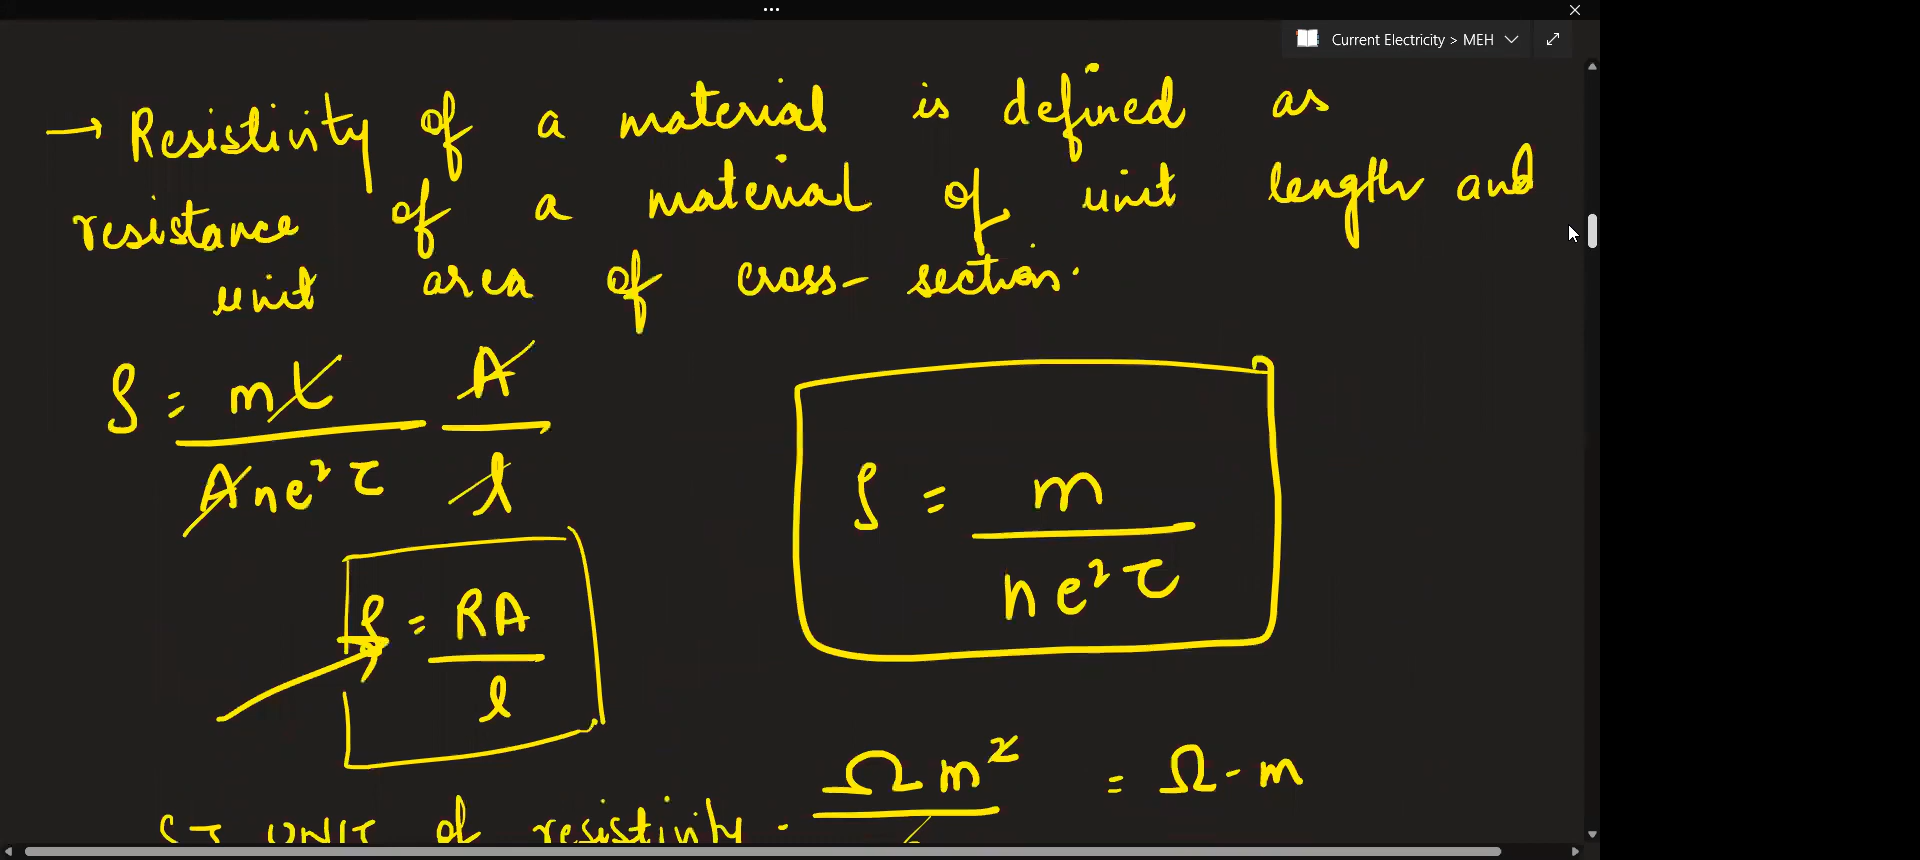 Current Electricity > MEH
→ Resistivity of a material is defined as
resistance of a material of unit length and
unit area of cross-section.
ρ = ml/Ane²τ A/l
ρ = m/ne²τ
ρ = RA/l
Ωm² = Ω-m
SI UNIT of resistivity -